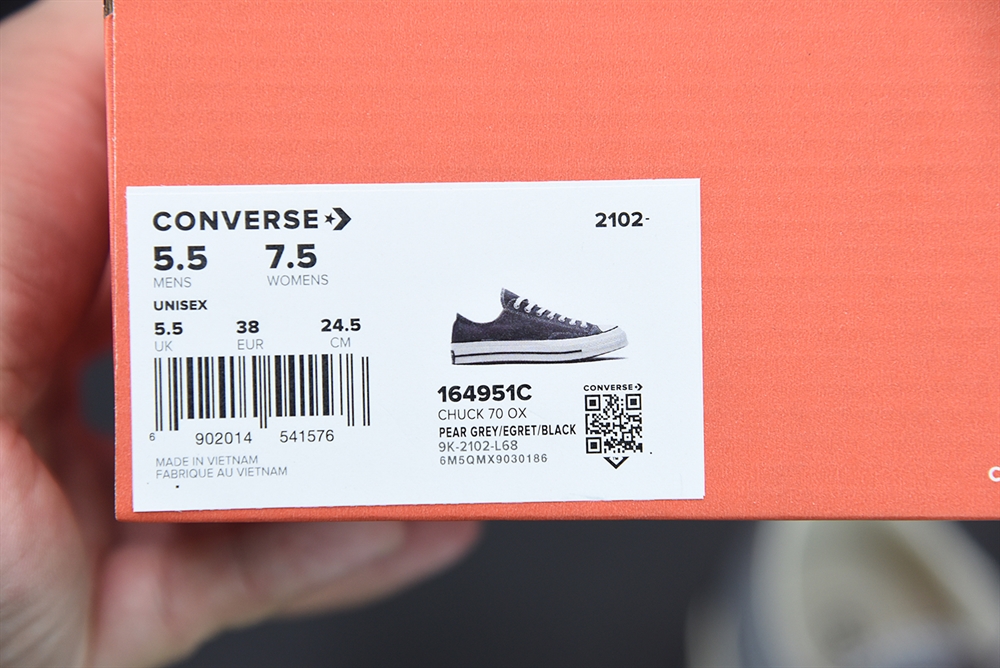 CONVERSE
2102-
5.5 7.5
MENS WOMENS
UNISEX
5.5 38 24.5
UK EUR CM
6 902014 541576
MADE IN VIETNAM
FABRIQUE AU VIETNAM
164951C
CHUCK 70 OX
PEAR GREY/EGRET/BLACK
9K-2102-L68
6M5QMX9030186
CONVERSE
C